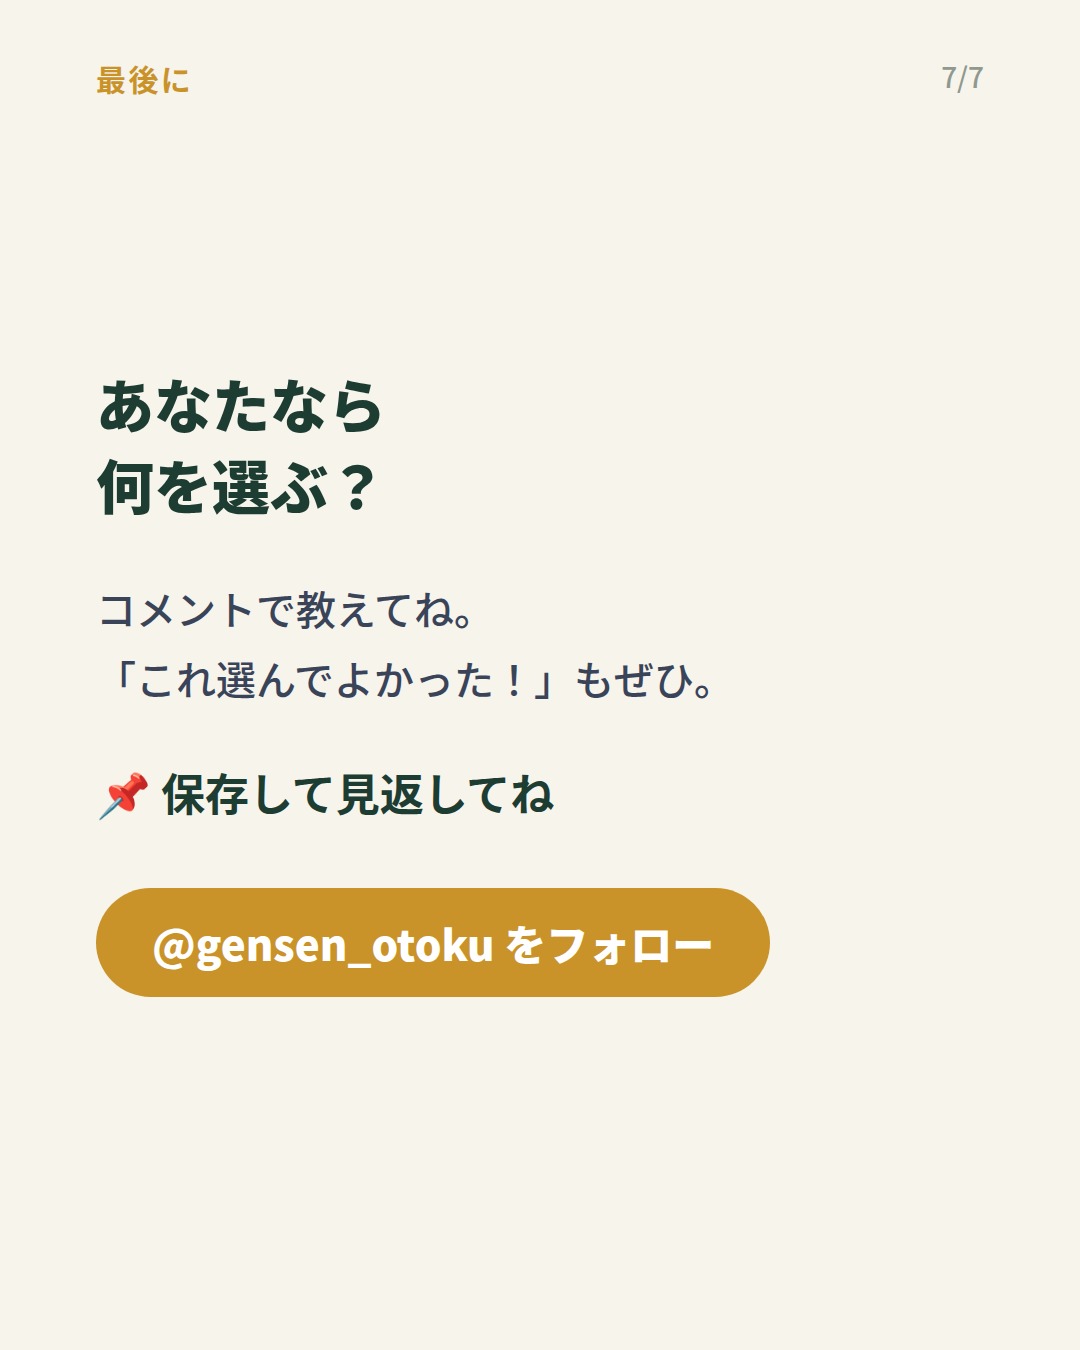 最後に
7/7
あなたなら
何を選ぶ？
コメントで教えてね。
「これ選んでよかった！」もぜひ。
📌 保存して見返してね
@gensen_otoku をフォロー